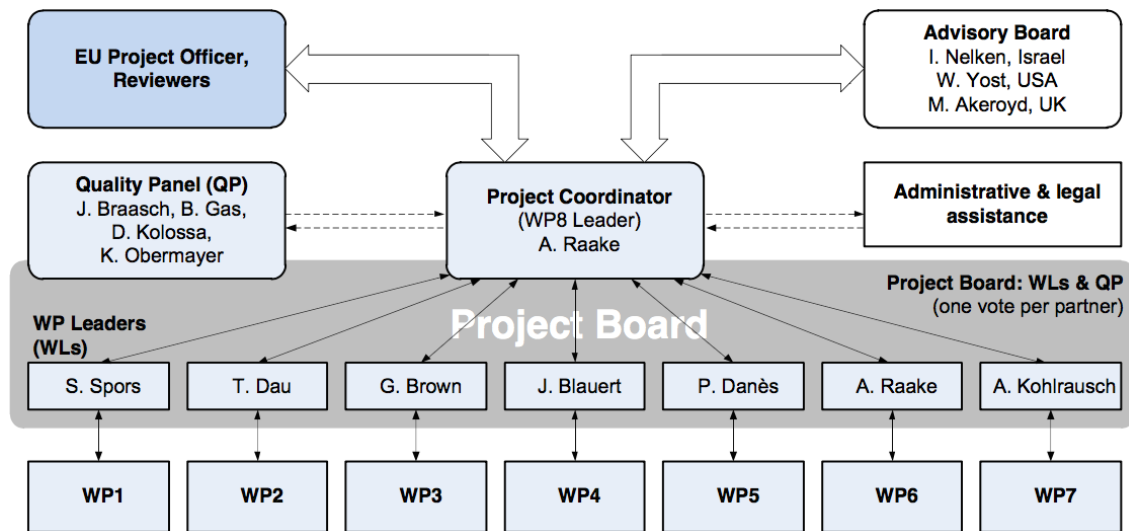 EU Project Officer,
Reviewers
Advisory Board
I. Nelken, Israel
W. Yost, USA
M. Akeroyd, UK
Quality Panel (QP)
J. Braasch, B. Gas,
D. Kolossa,
K. Obermayer
Project Coordinator
(WP8 Leader)
A. Raake
Administrative & legal
assistance
Project Board: WLs & QP
(one vote per partner)
Project Board
WP Leaders
(WLs)
S. Spors
T. Dau
G. Brown
J. Blauert
P. Danès
A. Raake
A. Kohlrausch
WP1
WP2
WP3
WP4
WP5
WP6
WP7